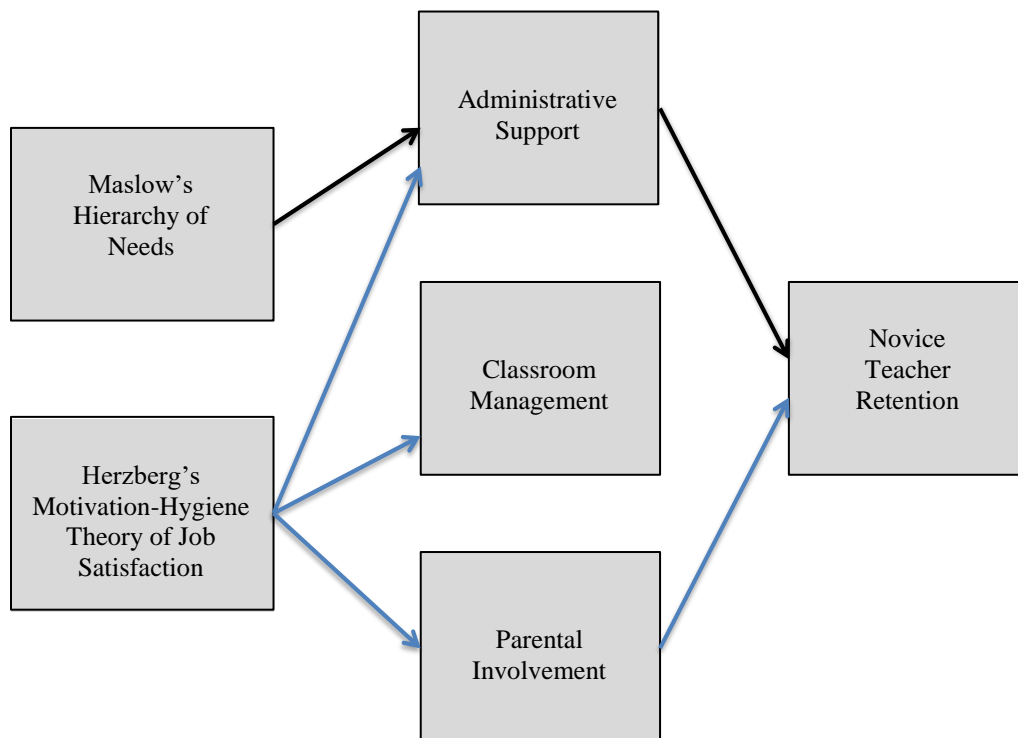 Administrative
Support
Maslow’s
Hierarchy of
Needs
Classroom
Management
Novice
Teacher
Retention
Herzberg’s
Motivation-Hygiene
Theory of Job
Satisfaction
Parental
Involvement